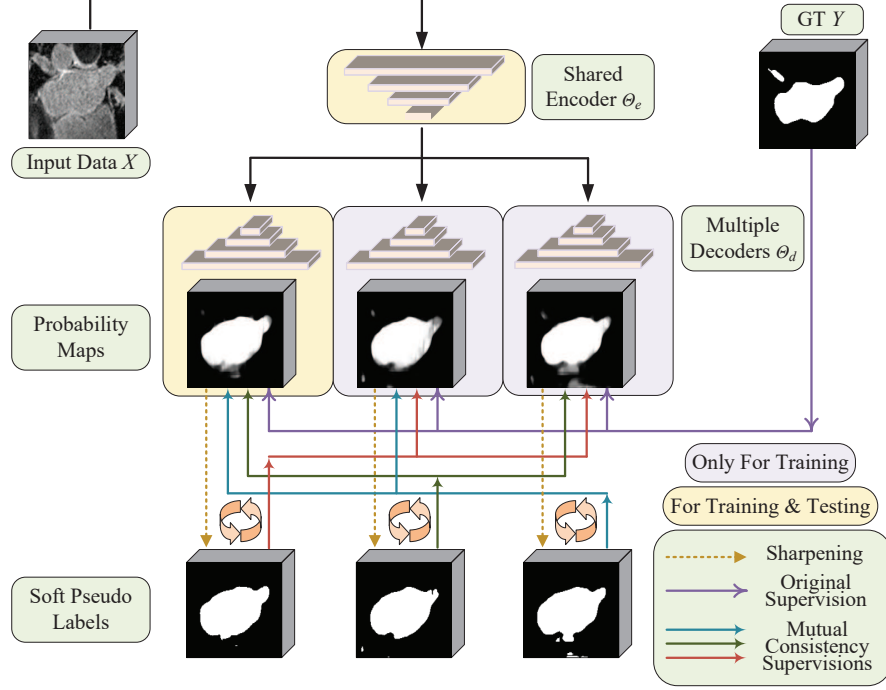 GT Y
Shared
Encoder Θe
Input Data X
Multiple
Decoders Θd
Probability
Maps
Only For Training
For Training & Testing
Sharpening
Original
Supervision
Mutual
Consistency
Supervisions
Soft Pseudo
Labels